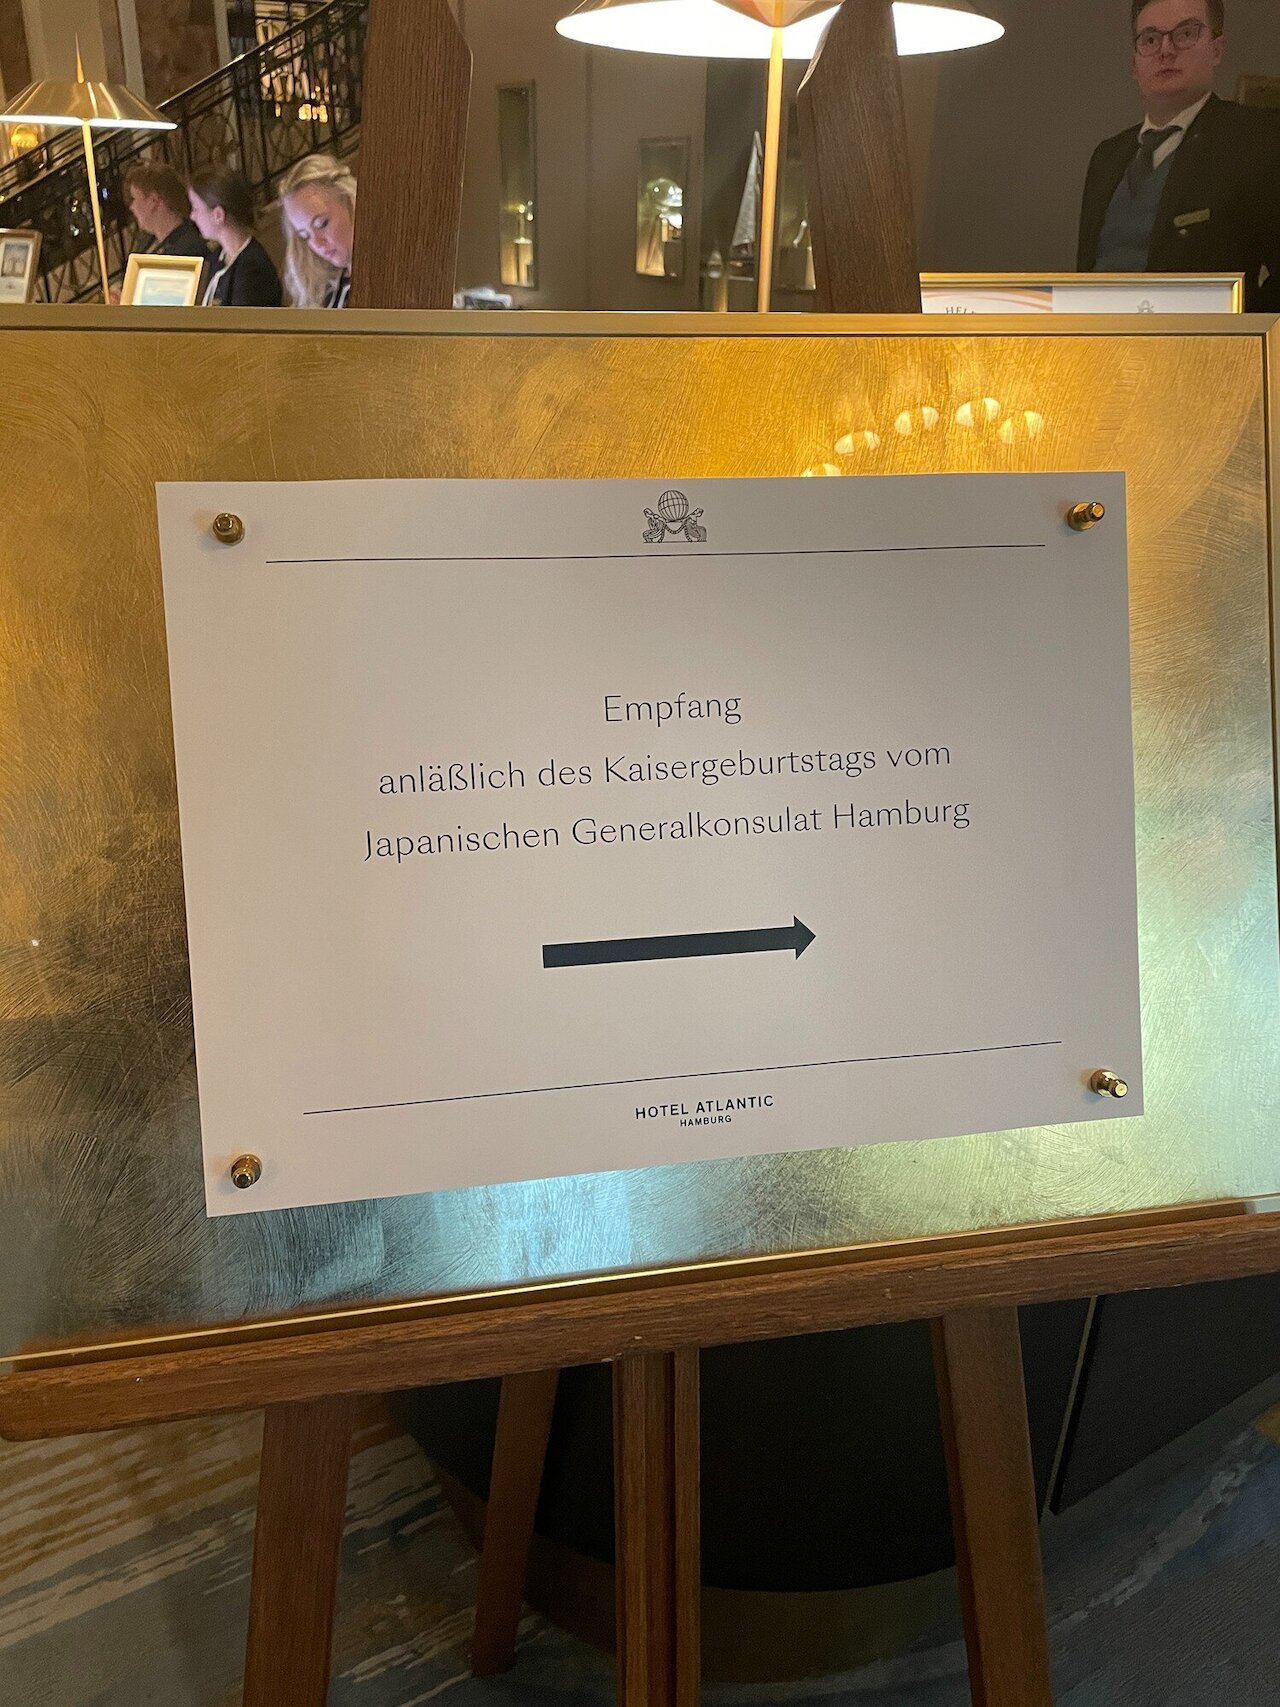 Empfang
anläßlich des Kaisergeburtstags vom
Japanischen Generalkonsulat Hamburg
HOTEL ATLANTIC
HAMBURG